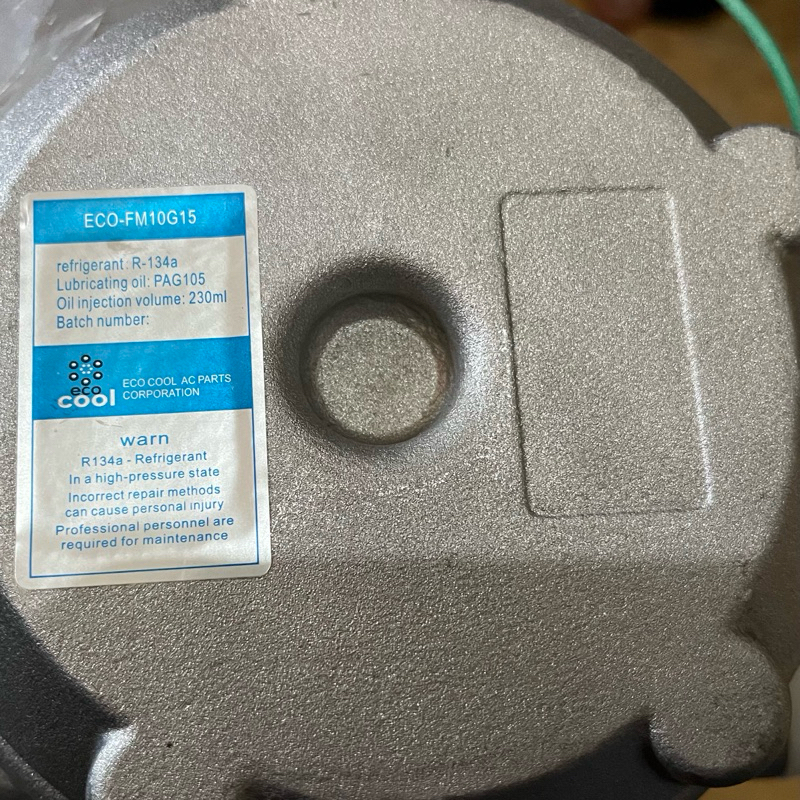 ECO-FM10G15
refrigerant: R-134a
Lubricating oil: PAG105
Oil injection volume: 230ml
Batch number:
eco
cool
ECO COOL AC PARTS
CORPORATION
warn
R134a - Refrigerant
In a high-pressure state
Incorrect repair methods
can cause personal injury
Professional personnel are
required for maintenance